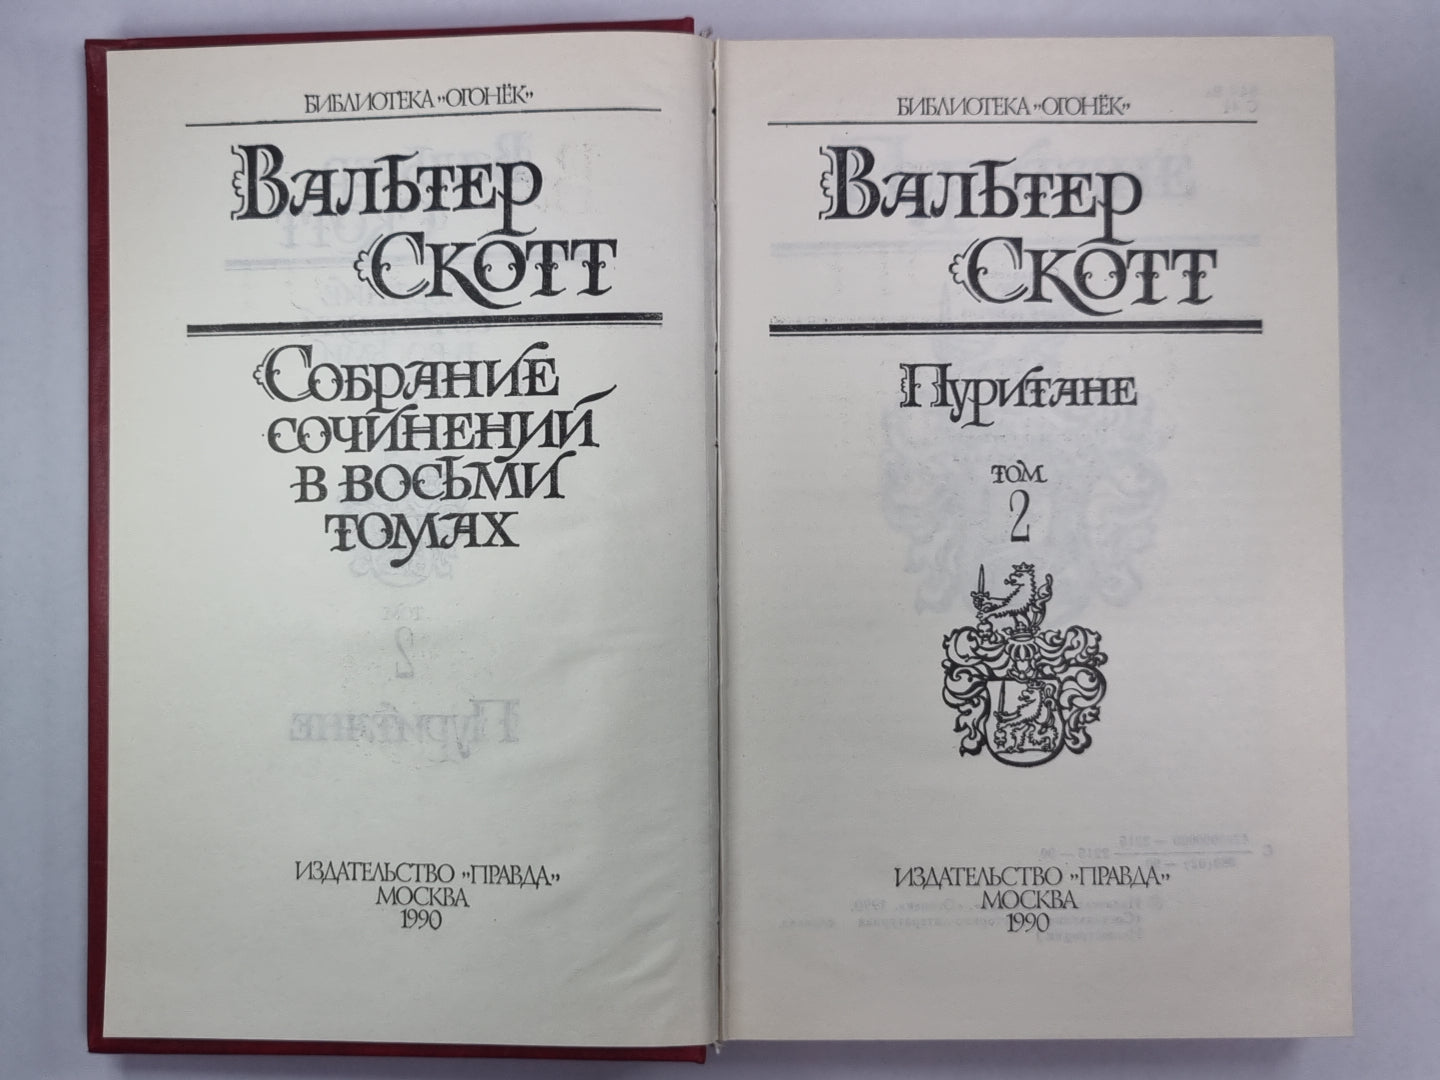 БИБЛИОТЕКА „ОГОНЁК”
ВАЛЬТЕР
СКОТТ
СОБРАНИЕ
СОЧИНЕНИЙ
В ВОСЬМИ
ТОМАХ
ИЗДАТЕЛЬСТВО „ПРАВДА”
МОСКВА
1990
БИБЛИОТЕКА „ОГОНЁК”
ВАЛЬТЕР
СКОТТ
ПУРИТАНЕ
ТОМ
2
ИЗДАТЕЛЬСТВО „ПРАВДА”
МОСКВА
1990